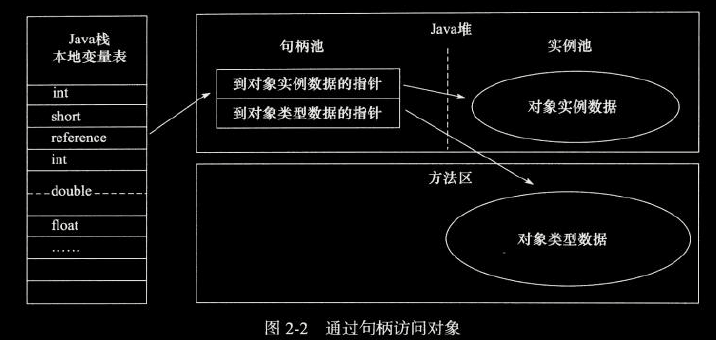 Java栈
本地变量表
int
short
reference
int
double
float
……
Java堆
句柄池
实例池
到对象实例数据的指针
到对象类型数据的指针
对象实例数据
方法区
对象类型数据
图 2-2 通过句柄访问对象